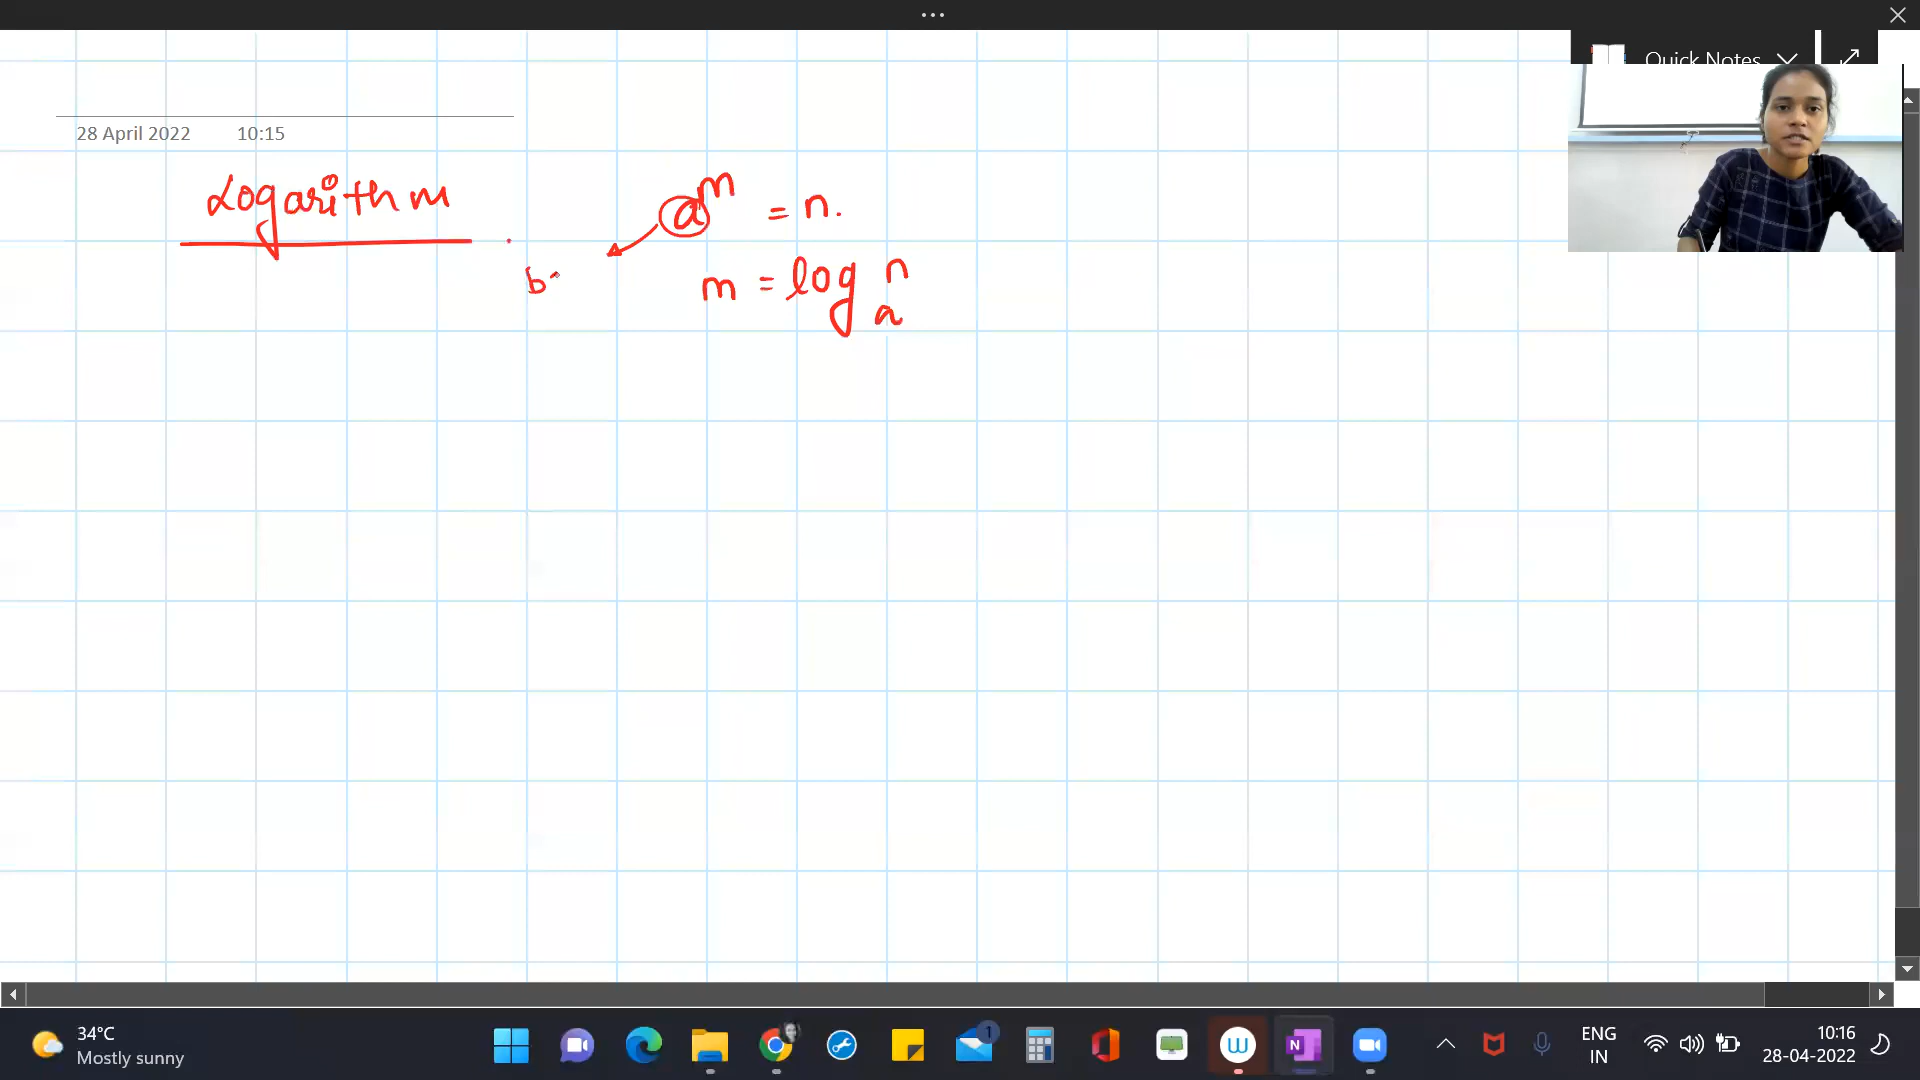 Quick Notes
28 April 2022 10:15
Logarithm
a^m = n.
b
m = log_a n
34°C
Mostly sunny
1
ENG
IN
10:16
28-04-2022